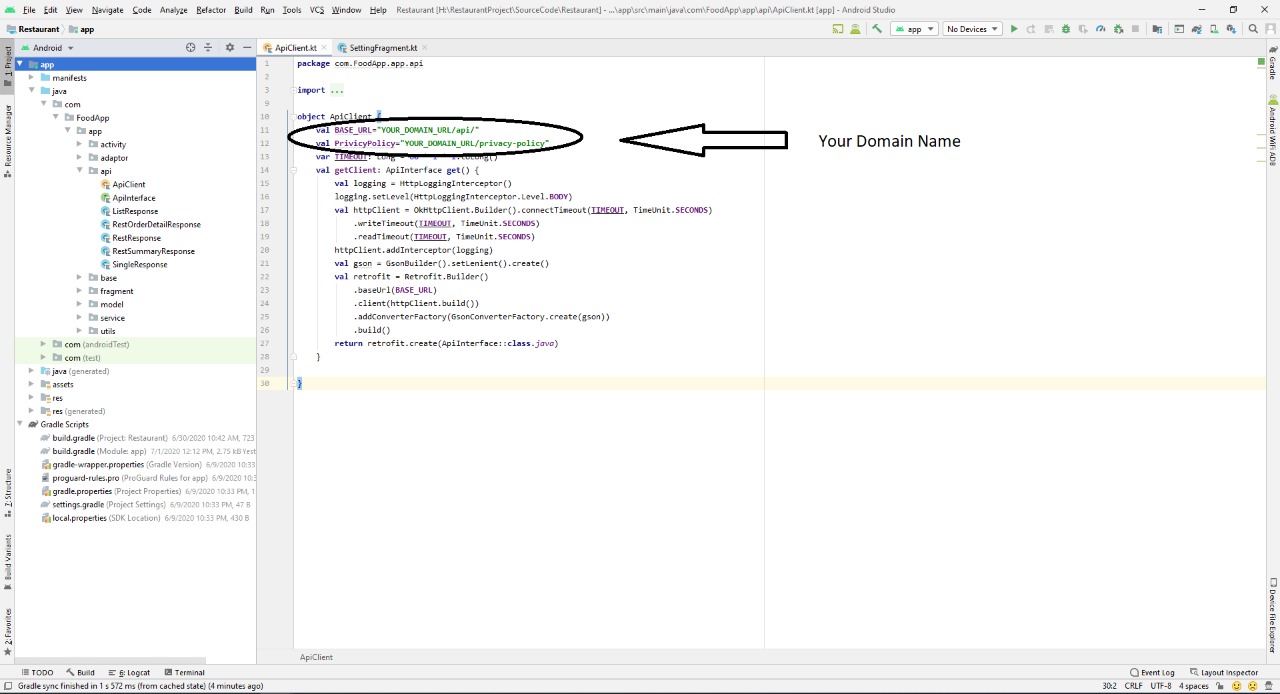 File Edit View Navigate Code Analyze Refactor Build Run Tools VCS Window Help Restaurant [H:\RestaurantProject\SourceCode\Restaurant] - ...\app\src\main\java\com\FoodApp\app\api\ApiClient.kt [app] - Android Studio
Restaurant app
app No Devices
Android
ApiClient.kt SettingFragment.kt
1: Project
Resource Manager
Z: Structure
Build Variants
2: Favorites
app
manifests
java
com
FoodApp
app
activity
adaptor
api
ApiClient
ApiInterface
ListResponse
RestOrderDetailResponse
RestResponse
RestSummaryResponse
SingleResponse
base
fragment
model
service
utils
com (androidTest)
com (test)
java (generated)
assets
res
res (generated)
Gradle Scripts
build.gradle (Project: Restaurant) 6/30/2020 10:42 AM, 723
build.gradle (Module: app) 7/1/2020 12:12 PM, 2.75 kB Yest
gradle-wrapper.properties (Gradle Version) 6/9/2020 10:33
proguard-rules.pro (ProGuard Rules for app) 6/9/2020 10:3
gradle.properties (Project Properties) 6/9/2020 10:33 PM, 1
settings.gradle (Project Settings) 6/9/2020 10:33 PM, 47 B
local.properties (SDK Location) 6/9/2020 10:33 PM, 430 B
1 package com.FoodApp.app.api
2
3 import ...
9
10 object ApiClient {
11 val BASE_URL="YOUR_DOMAIN_URL/api/"
12 val PrivicyPolicy="YOUR_DOMAIN_URL/privacy-policy"
13 var TIMEOUT: Long =
14 val getClient: ApiInterface get() {
15 val logging = HttpLoggingInterceptor()
16 logging.setLevel(HttpLoggingInterceptor.Level.BODY)
17 val httpClient = OkHttpClient.Builder().connectTimeout(TIMEOUT, TimeUnit.SECONDS)
18 .writeTimeout(TIMEOUT, TimeUnit.SECONDS)
19 .readTimeout(TIMEOUT, TimeUnit.SECONDS)
20 httpClient.addInterceptor(logging)
21 val gson = GsonBuilder().setLenient().create()
22 val retrofit = Retrofit.Builder()
23 .baseUrl(BASE_URL)
24 .client(httpClient.build())
25 .addConverterFactory(GsonConverterFactory.create(gson))
26 .build()
27 return retrofit.create(ApiInterface::class.java)
28 }
29
30 }
Your Domain Name
Gradle
Android WiFi ADB
Device File Explorer
ApiClient
TODO Build 6: Logcat Terminal Event Log Layout Inspector
Gradle sync finished in 1 s 572 ms (from cached state) (4 minutes ago) 30:2 CRLF UTF-8 4 spaces